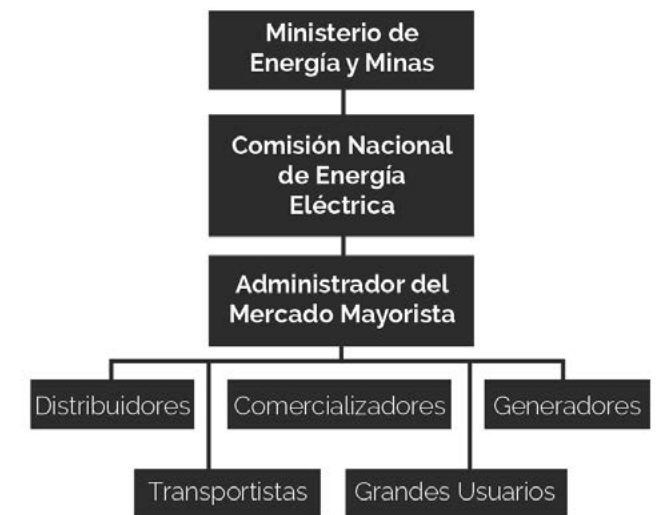 Ministerio de
Energía y Minas
Comisión Nacional
de Energía
Eléctrica
Administrador del
Mercado Mayorista
Distribuidores
Comercializadores
Generadores
Transportistas
Grandes Usuarios